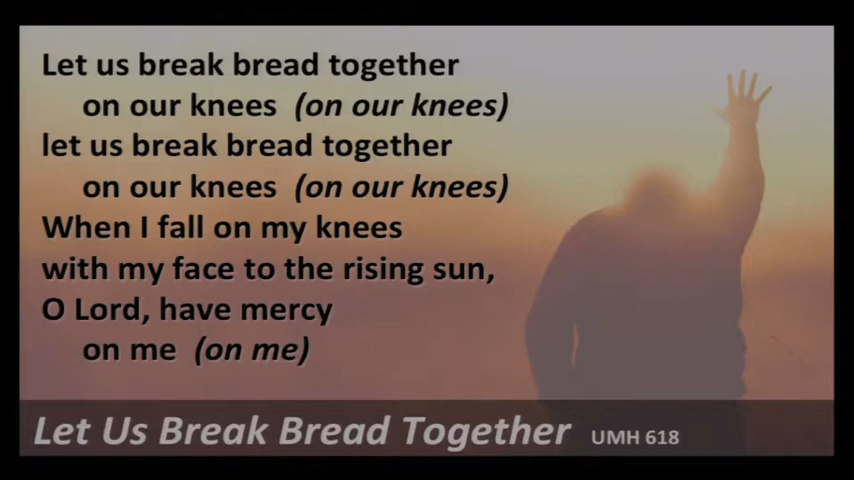 Let us break bread together
on our knees (on our knees)
let us break bread together
on our knees (on our knees)
When I fall on my knees
with my face to the rising sun,
O Lord, have mercy
on me (on me)
Let Us Break Bread Together UMH 618